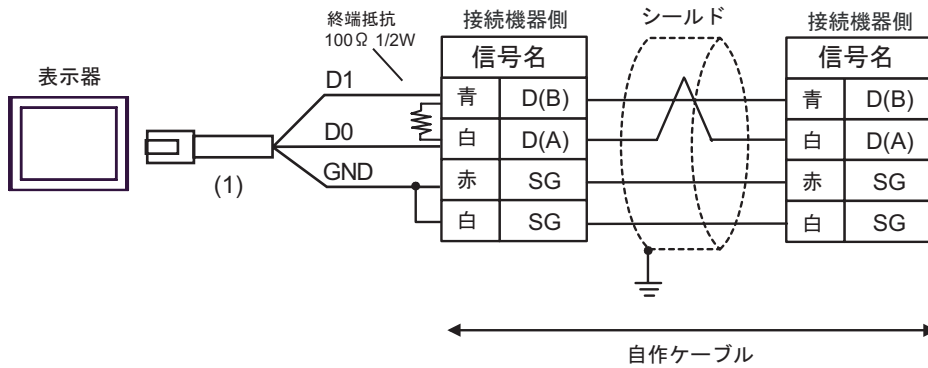 表示器
(1)
D1
D0
GND
終端抵抗
100Ω 1/2W
接続機器側
信号名
青 D(B)
白 D(A)
赤 SG
白 SG
シールド
接続機器側
信号名
青 D(B)
白 D(A)
赤 SG
白 SG
自作ケーブル